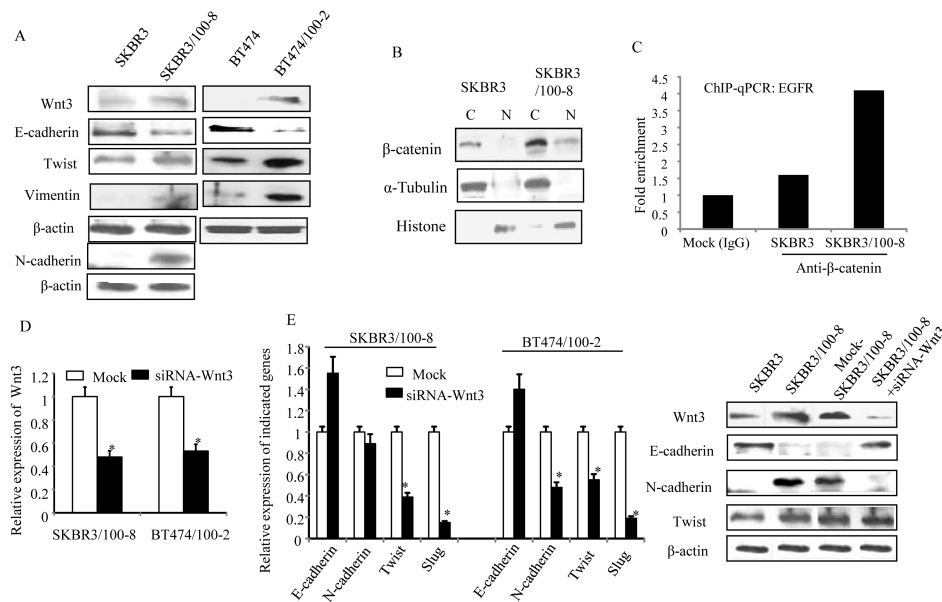 A
SKBR3
SKBR3/100-8
BT474
BT474/100-2
Wnt3
E-cadherin
Twist
Vimentin
β-actin
N-cadherin
β-actin
B
SKBR3
SKBR3
/100-8
C N C N
β-catenin
α-Tubulin
Histone
C
ChIP-qPCR: EGFR
Fold enrichment
4.5
4
3.5
3
2.5
2
1.5
1
0.5
0
Mock (IgG) SKBR3 SKBR3/100-8
Anti-β-catenin
D
Relative expression of Wnt3
1.2
1
0.8
0.6
0.4
0.2
0
Mock siRNA-Wnt3
* *
SKBR3/100-8 BT474/100-2
E
SKBR3/100-8 BT474/100-2
Relative expression of indicated genes
1.8
1.6
1.4
1.2
1
0.8
0.6
0.4
0.2
0
Mock
siRNA-Wnt3
* * * * *
E-cadherin
N-cadherin
Twist
Slug
E-cadherin
N-cadherin
Twist
Slug
SKBR3
SKBR3/100-8
Mock-
SKBR3/100-8
SKBR3/100-8
+siRNA-Wnt3
Wnt3
E-cadherin
N-cadherin
Twist
β-actin